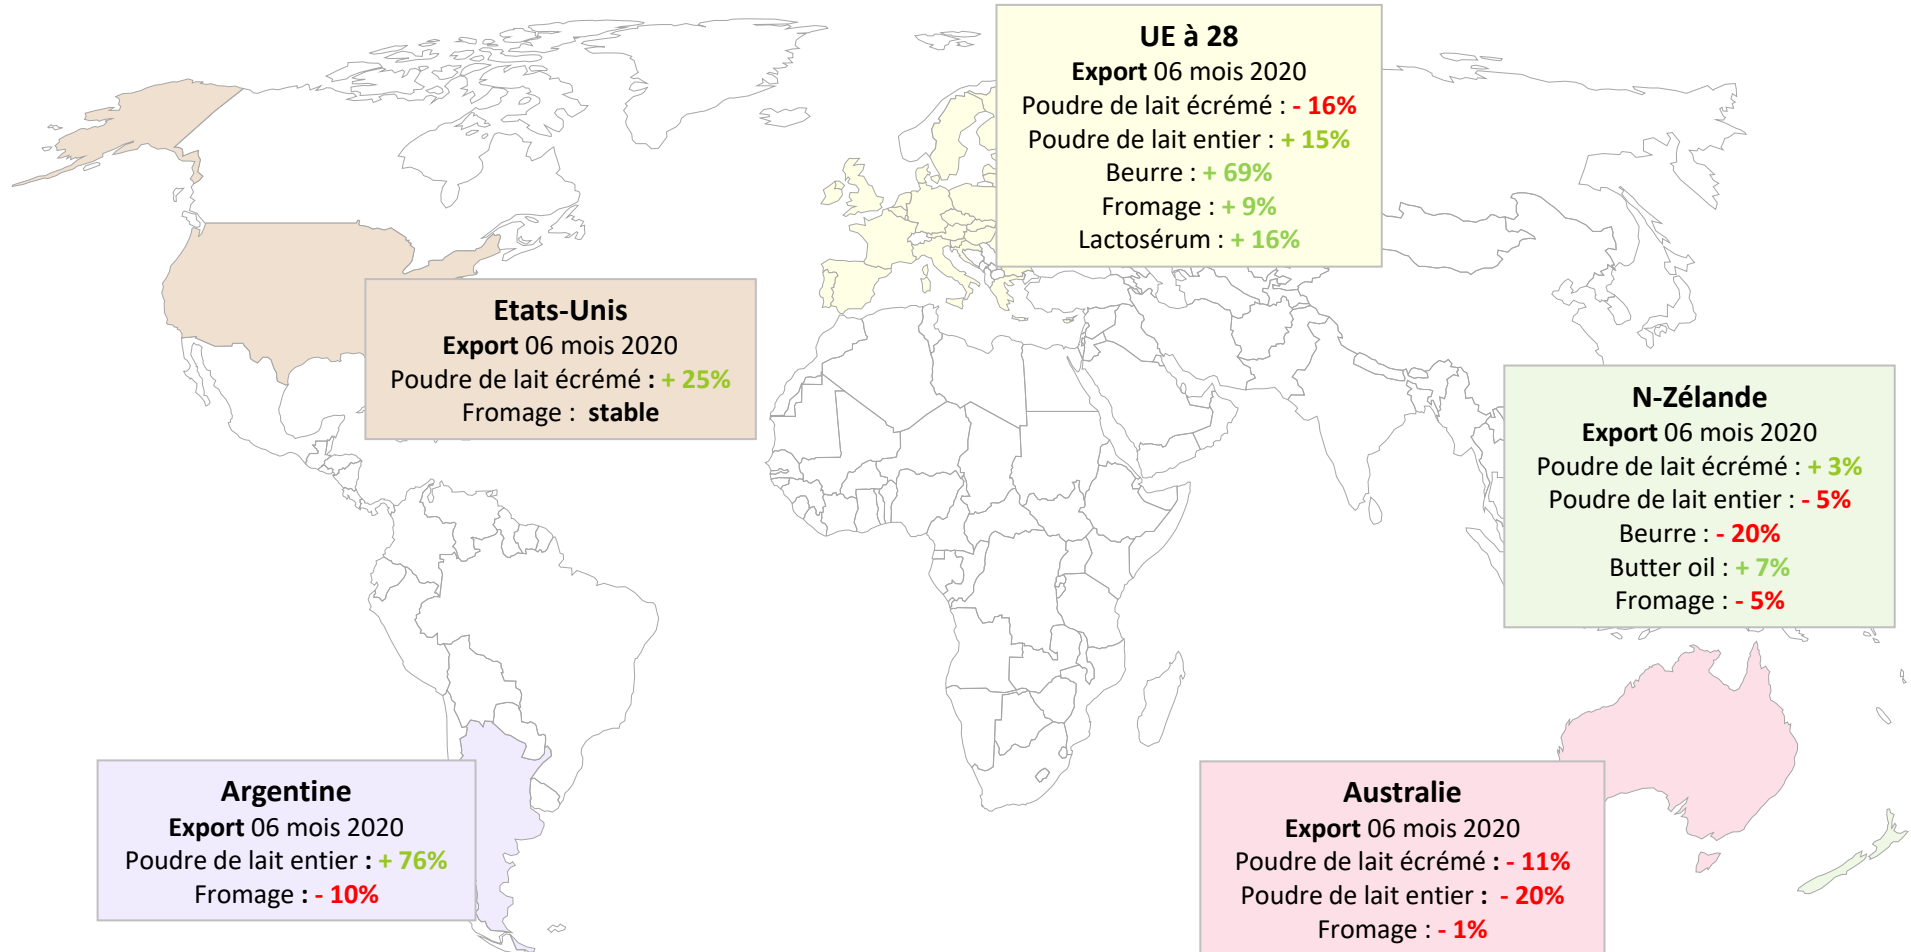 UE à 28
Export 06 mois 2020
Poudre de lait écrémé : - 16%
Poudre de lait entier : + 15%
Beurre : + 69%
Fromage : + 9%
Lactosérum : + 16%
Etats-Unis
Export 06 mois 2020
Poudre de lait écrémé : + 25%
Fromage : stable
N-Zélande
Export 06 mois 2020
Poudre de lait écrémé : + 3%
Poudre de lait entier : - 5%
Beurre : - 20%
Butter oil : + 7%
Fromage : - 5%
Argentine
Export 06 mois 2020
Poudre de lait entier : + 76%
Fromage : - 10%
Australie
Export 06 mois 2020
Poudre de lait écrémé : - 11%
Poudre de lait entier : - 20%
Fromage : - 1%